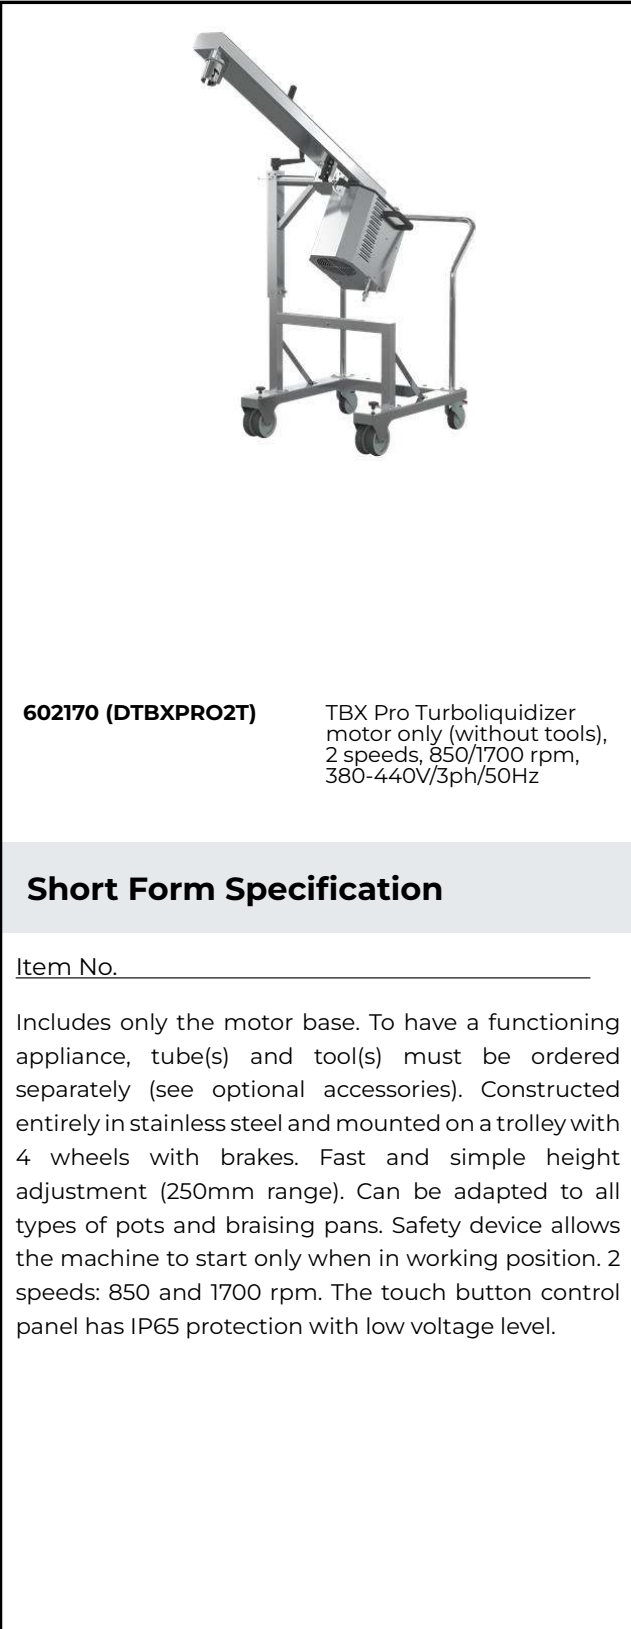 602170 (DTBXPRO2T)
TBX Pro Turboliquidizer
motor only (without tools),
2 speeds, 850/1700 rpm,
380-440V/3ph/50Hz
Short Form Specification
Item No.
Includes only the motor base. To have a functioning
appliance, tube(s) and tool(s) must be ordered
separately (see optional accessories). Constructed
entirely in stainless steel and mounted on a trolley with
4 wheels with brakes. Fast and simple height
adjustment (250mm range). Can be adapted to all
types of pots and braising pans. Safety device allows
the machine to start only when in working position. 2
speeds: 850 and 1700 rpm. The touch button control
panel has IP65 protection with low voltage level.